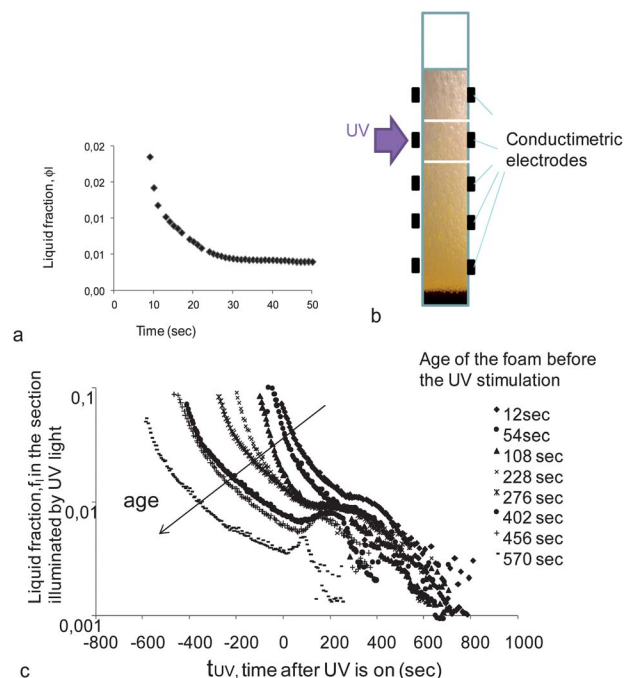 b
UV
Conductimetric
electrodes
Liquid fraction, ϕl
0,02
0,02
0,01
0,01
0,00
0 10 20 30 40 50
Time (sec)
a
Age of the foam before
the UV stimulation
12sec
54sec
108 sec
228 sec
276 sec
402 sec
456 sec
570 sec
Liquid fraction,fl in the section
illuminated by UV light
0,1
0,01
0,001
age
-800 -600 -400 -200 0 200 400 600 800 1000
tUV, time after UV is on (sec)
c